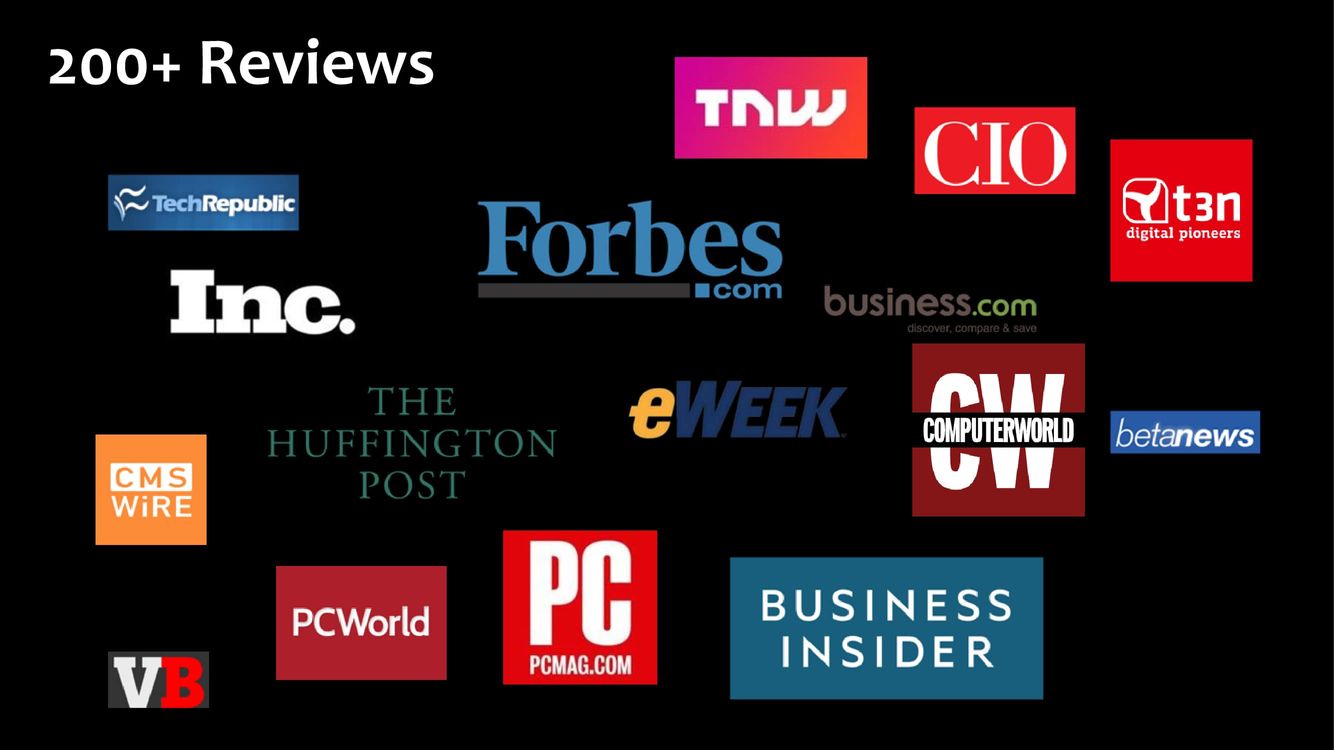 200+ Reviews
TNW
CIO
t3n
digital pioneers
TechRepublic
Forbes
.com
Inc.
business.com
discover, compare & save
THE
HUFFINGTON
POST
eWEEK
CW
COMPUTERWORLD
betanews
CMS
WiRE
PCWorld
PC
PCMAG.COM
BUSINESS
INSIDER
VB